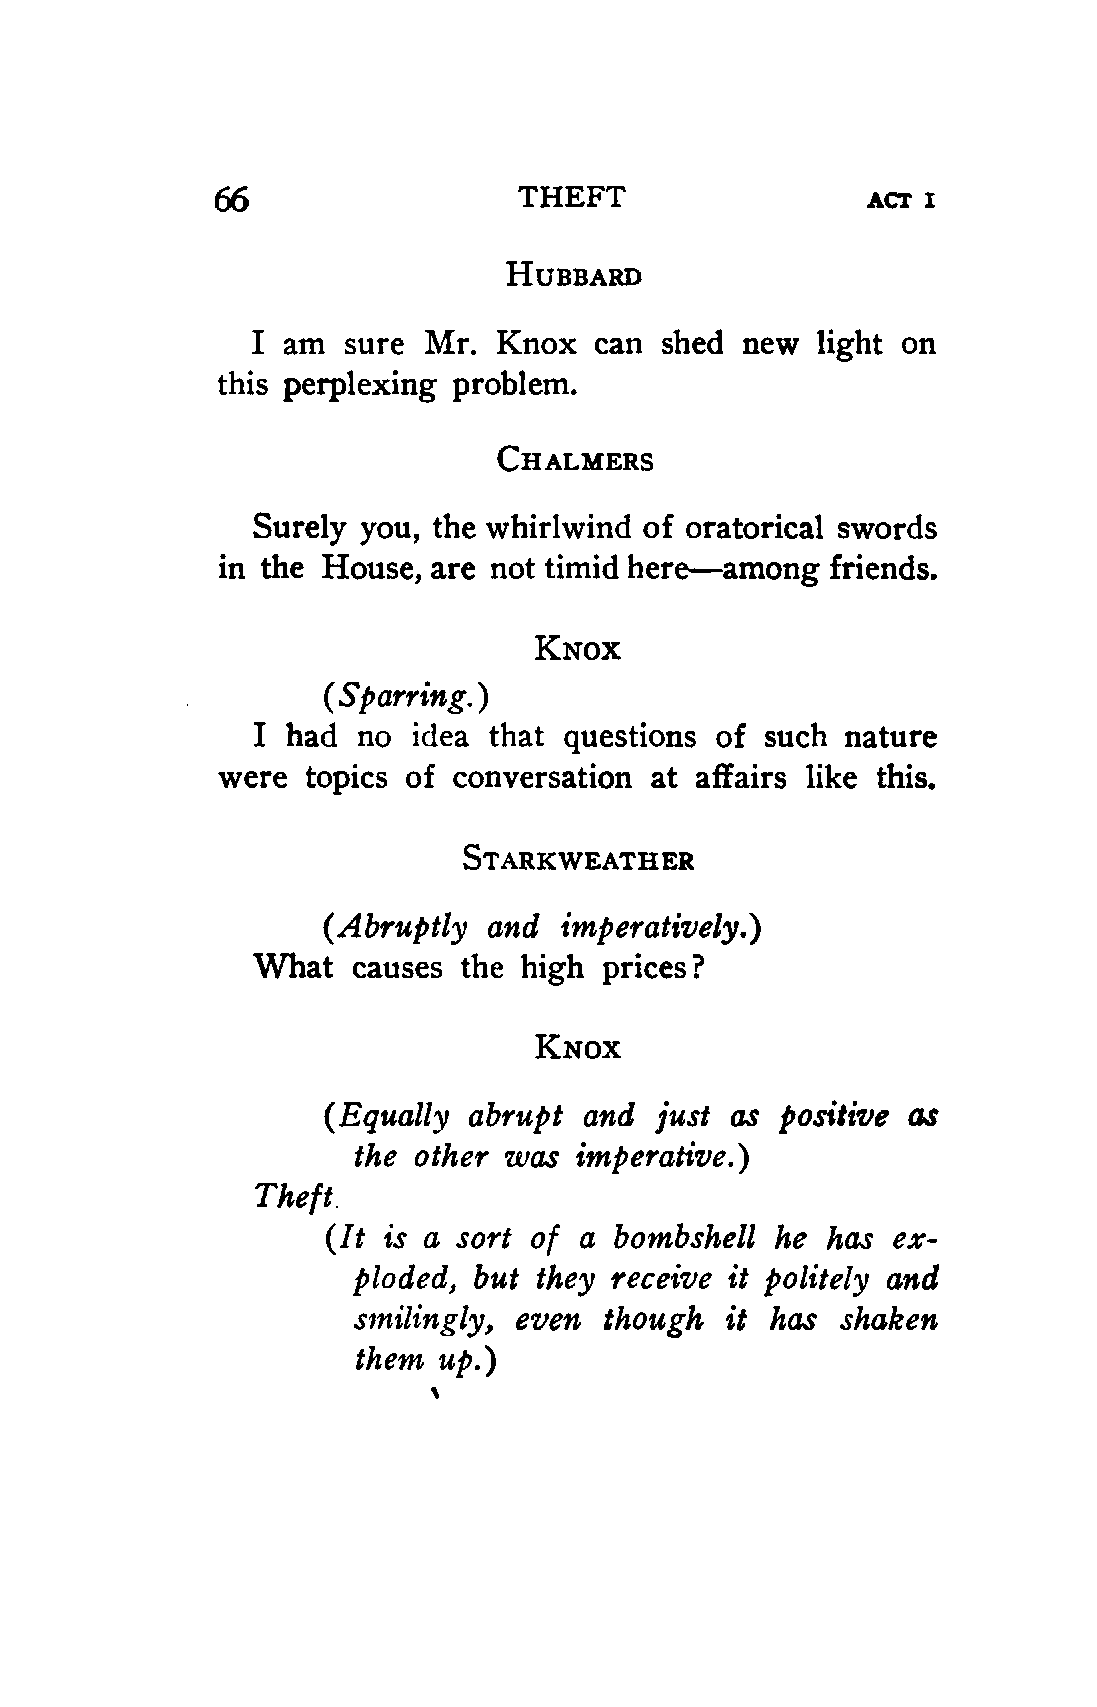 66 THEFT ACT I
HUBBARD
I am sure Mr. Knox can shed new light on
this perplexing problem.
CHALMERS
Surely you, the whirlwind of oratorical swords
in the House, are not timid here—among friends.
KNOX
(Sparring.)
I had no idea that questions of such nature
were topics of conversation at affairs like this.
STARKWEATHER
(Abruptly and imperatively.)
What causes the high prices?
KNOX
(Equally abrupt and just as positive as
the other was imperative.)
Theft.
(It is a sort of a bombshell he has ex-
ploded, but they receive it politely and
smilingly, even though it has shaken
them up.)